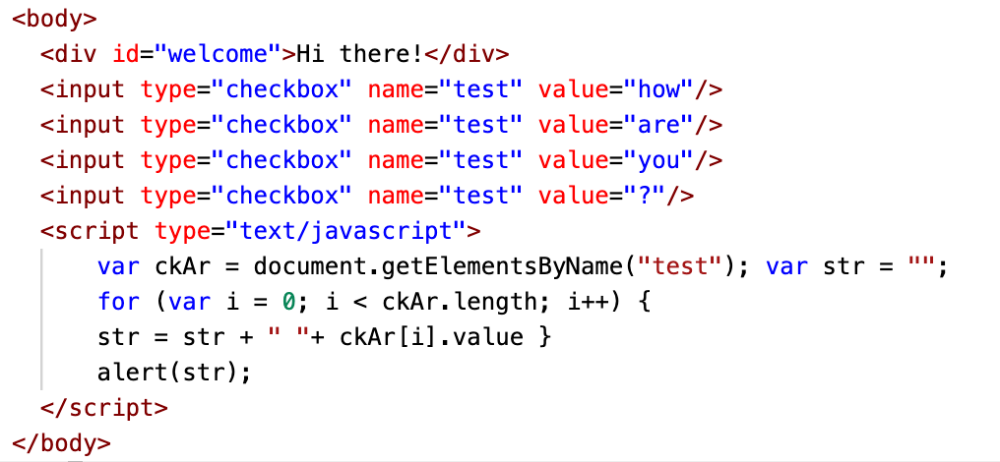 <body>
<div id="welcome">Hi there!</div>
<input type="checkbox" name="test" value="how"/>
<input type="checkbox" name="test" value="are"/>
<input type="checkbox" name="test" value="you"/>
<input type="checkbox" name="test" value="?"/>
<script type="text/javascript">
var ckAr = document.getElementsByName("test"); var str = "";
for (var i = 0; i < ckAr.length; i++) {
str = str + " "+ ckAr[i].value }
alert(str);
</script>
</body>